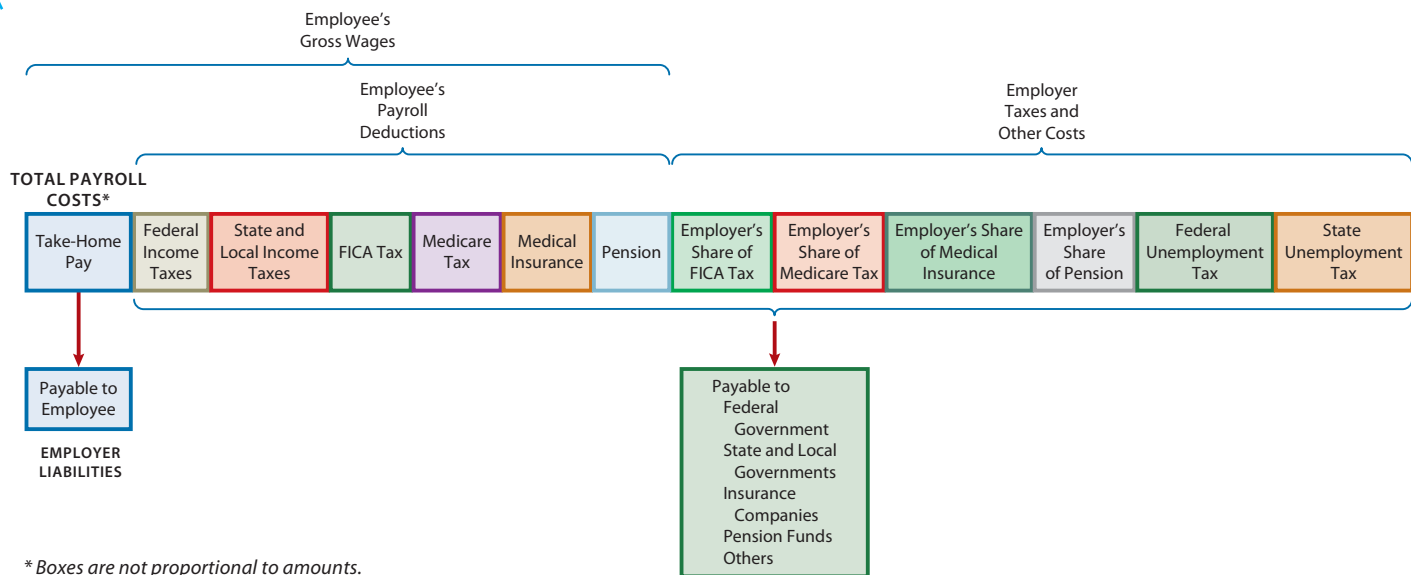 Employee's
Gross Wages
Employee's
Payroll
Deductions
Employer
Taxes and
Other Costs
TOTAL PAYROLL
COSTS*
Take-Home
Pay
Federal
Income
Taxes
State and
Local Income
Taxes
FICA Tax
Medicare
Tax
Medical
Insurance
Pension
Employer's
Share of
FICA Tax
Employer's
Share of
Medicare Tax
Employer's Share
of Medical
Insurance
Employer's
Share
of Pension
Federal
Unemployment
Tax
State
Unemployment
Tax
Payable to
Employee
EMPLOYER
LIABILITIES
Payable to
Federal
Government
State and Local
Governments
Insurance
Companies
Pension Funds
Others
* Boxes are not proportional to amounts.